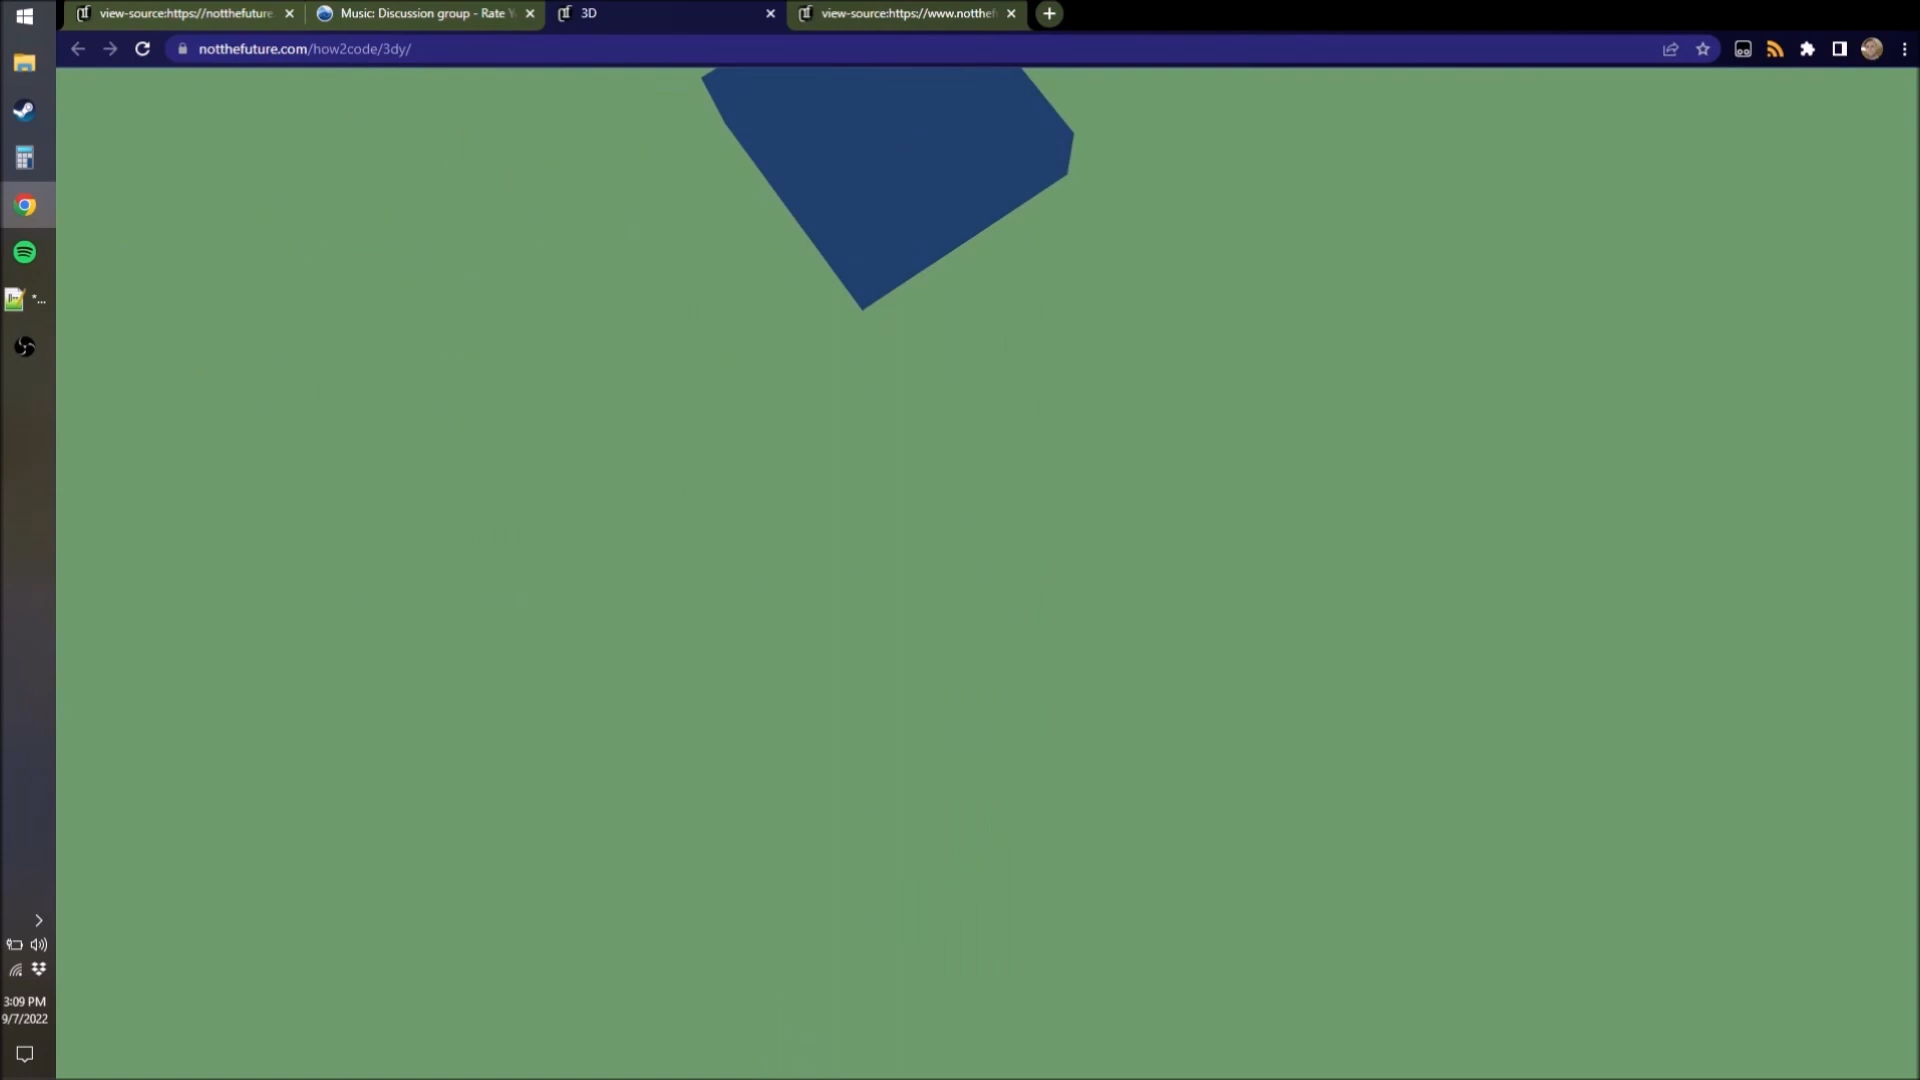 view-source:https://notthefuture
Music: Discussion group - Rate Y
3D
view-source:https://www.notthef
notthefuture.com/how2code/3dy/
*...
3:09 PM
9/7/2022